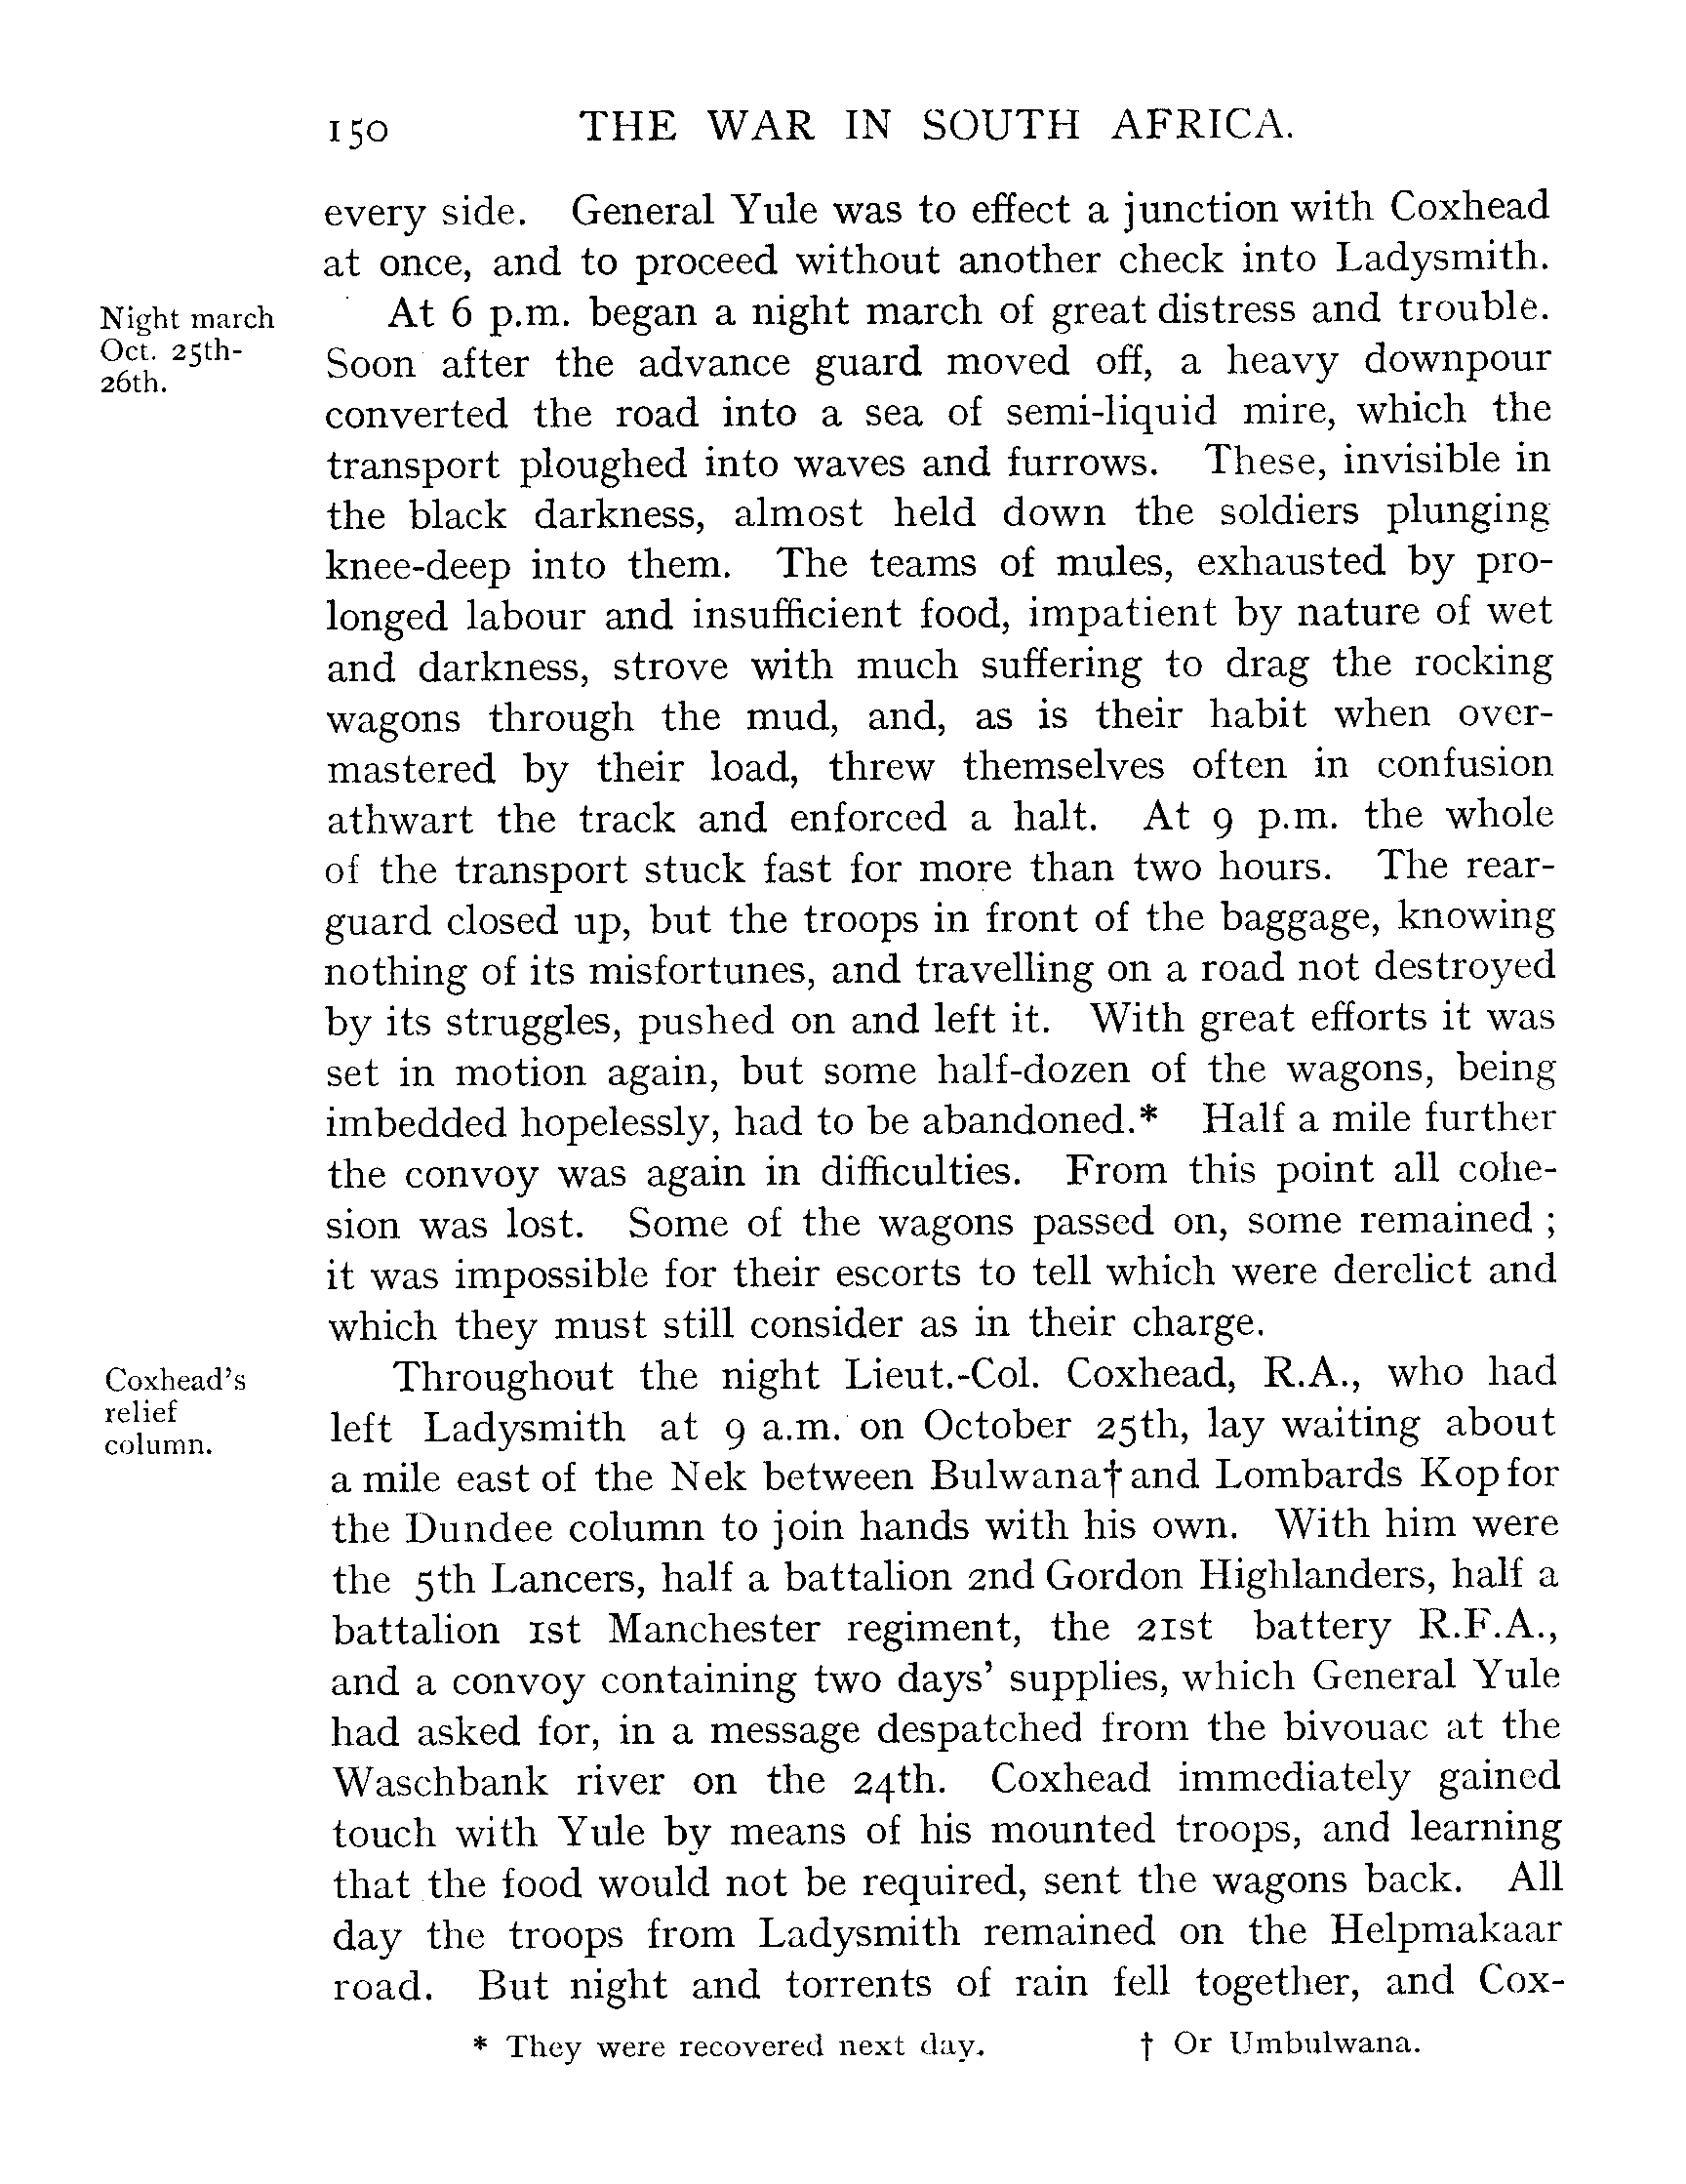 150 THE WAR IN SOUTH AFRICA.
every side. General Yule was to effect a junction with Coxhead
at once, and to proceed without another check into Ladysmith.
Night march
Oct. 25th-
26th.
At 6 p.m. began a night march of great distress and trouble.
Soon after the advance guard moved off, a heavy downpour
converted the road into a sea of semi-liquid mire, which the
transport ploughed into waves and furrows. These, invisible in
the black darkness, almost held down the soldiers plunging
knee-deep into them. The teams of mules, exhausted by pro-
longed labour and insufficient food, impatient by nature of wet
and darkness, strove with much suffering to drag the rocking
wagons through the mud, and, as is their habit when over-
mastered by their load, threw themselves often in confusion
athwart the track and enforced a halt. At 9 p.m. the whole
of the transport stuck fast for more than two hours. The rear-
guard closed up, but the troops in front of the baggage, knowing
nothing of its misfortunes, and travelling on a road not destroyed
by its struggles, pushed on and left it. With great efforts it was
set in motion again, but some half-dozen of the wagons, being
imbedded hopelessly, had to be abandoned.* Half a mile further
the convoy was again in difficulties. From this point all cohe-
sion was lost. Some of the wagons passed on, some remained ;
it was impossible for their escorts to tell which were derelict and
which they must still consider as in their charge.
Coxhead's
relief
column.
Throughout the night Lieut.-Col. Coxhead, R.A., who had
left Ladysmith at 9 a.m. on October 25th, lay waiting about
a mile east of the Nek between Bulwana† and Lombards Kop for
the Dundee column to join hands with his own. With him were
the 5th Lancers, half a battalion 2nd Gordon Highlanders, half a
battalion 1st Manchester regiment, the 21st battery R.F.A.,
and a convoy containing two days' supplies, which General Yule
had asked for, in a message despatched from the bivouac at the
Waschbank river on the 24th. Coxhead immediately gained
touch with Yule by means of his mounted troops, and learning
that the food would not be required, sent the wagons back. All
day the troops from Ladysmith remained on the Helpmakaar
road. But night and torrents of rain fell together, and Cox-
* They were recovered next day. † Or Umbulwana.